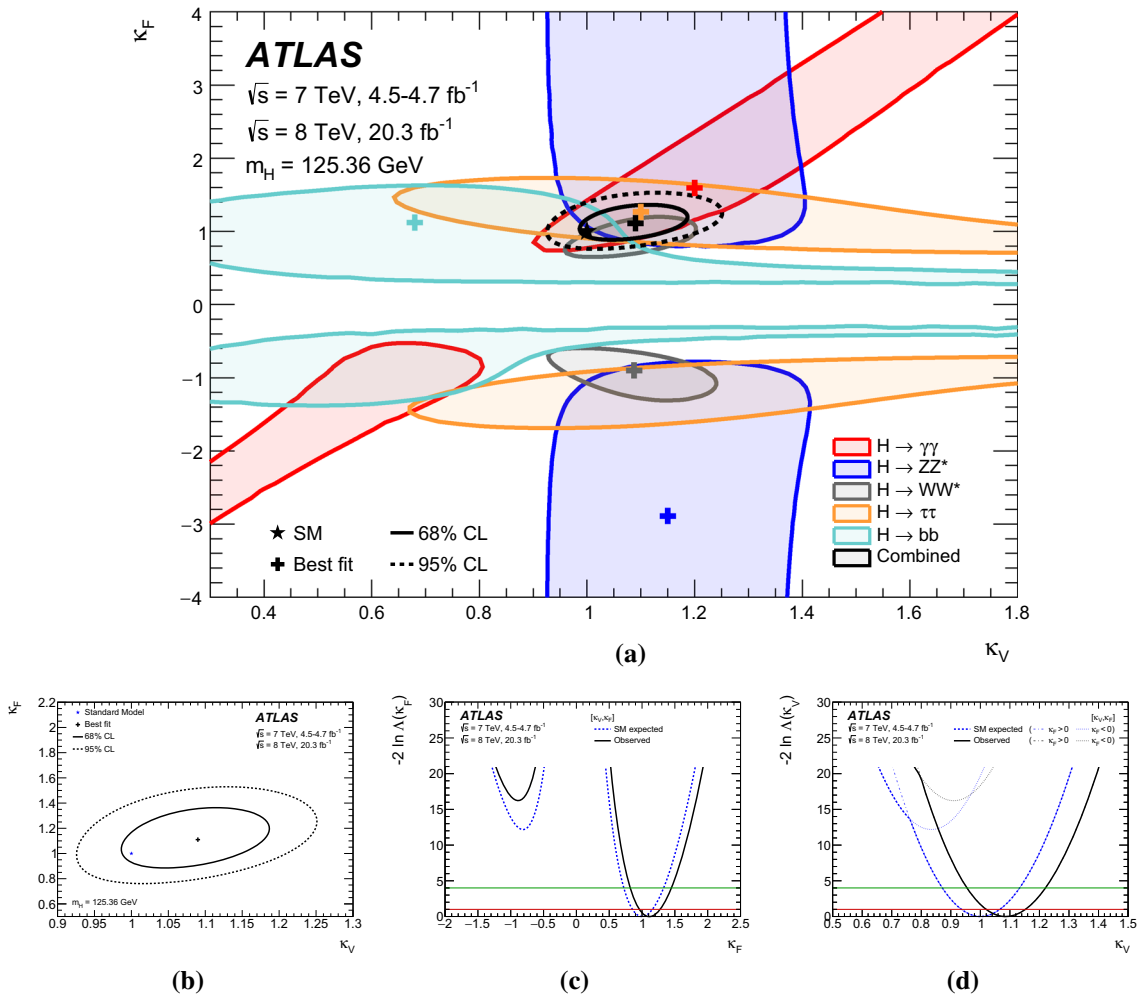 κ_F
4
ATLAS
√s = 7 TeV, 4.5-4.7 fb⁻¹
3
√s = 8 TeV, 20.3 fb⁻¹
m_H = 125.36 GeV
2
1
0
−1
−2
H → γγ
H → ZZ*
H → WW*
−3
SM
68% CL
H → ττ
H → bb
Best fit
95% CL
Combined
−4
0.4 0.6 0.8 1 1.2 1.4 1.6 1.8
(a)
κ_V
κ_F
2.2
2
1.8
1.6
1.4
1.2
1
0.8
0.6
Standard Model
Best fit
68% CL
95% CL
ATLAS
√s = 7 TeV, 4.5-4.7 fb⁻¹
√s = 8 TeV, 20.3 fb⁻¹
m_H = 125.36 GeV
0.9 0.95 1 1.05 1.1 1.15 1.2 1.25 1.3
κ_V
(b)
-2 ln Λ(κ_F)
30
25
20
15
10
5
0
ATLAS
√s = 7 TeV, 4.5-4.7 fb⁻¹
√s = 8 TeV, 20.3 fb⁻¹
[κ_V,κ_F]
SM expected
Observed
−2 −1.5 −1 −0.5 0 0.5 1 1.5 2 2.5
κ_F
(c)
-2 ln Λ(κ_V)
30
25
20
15
10
5
0
ATLAS
√s = 7 TeV, 4.5-4.7 fb⁻¹
√s = 8 TeV, 20.3 fb⁻¹
[κ_V,κ_F]
SM expected ( κ_F>0 κ_F<0)
Observed ( κ_F>0 κ_F<0)
0.5 0.6 0.7 0.8 0.9 1 1.1 1.2 1.3 1.4 1.5
κ_V
(d)